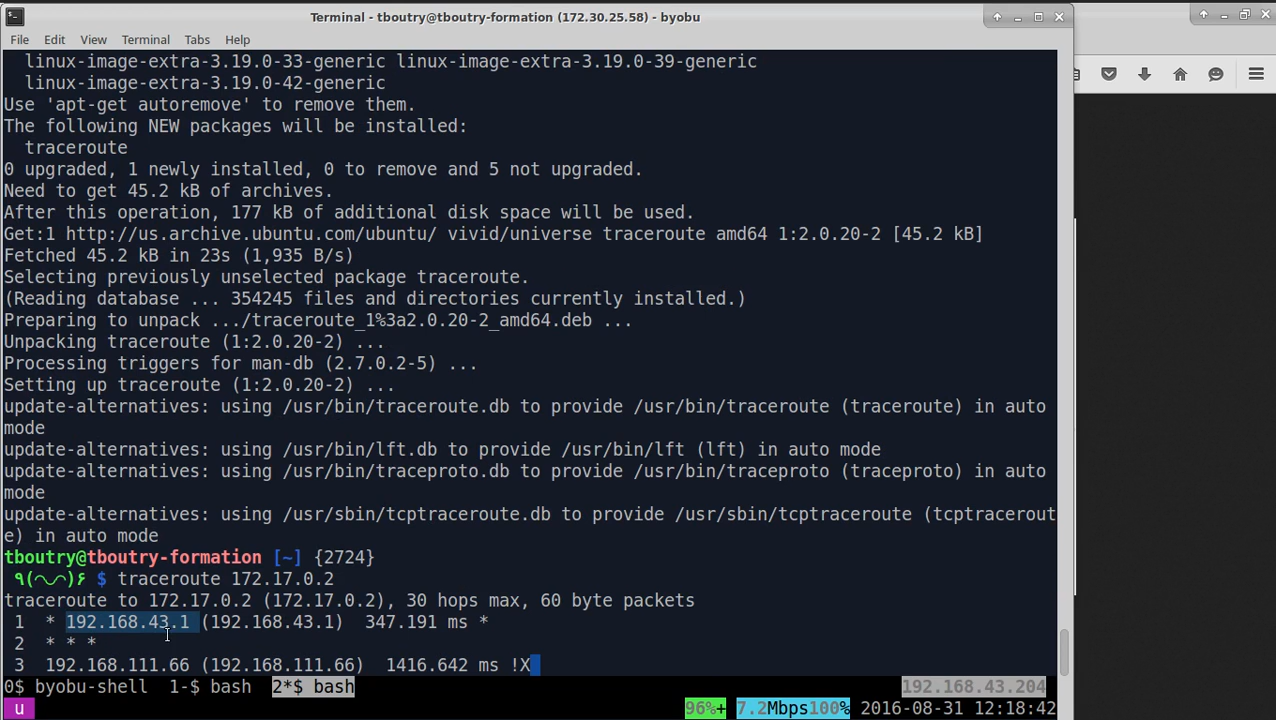 Terminal - tboutry@tboutry-formation (172.30.25.58) - byobu
File Edit View Terminal Tabs Help
linux-image-extra-3.19.0-33-generic linux-image-extra-3.19.0-39-generic
linux-image-extra-3.19.0-42-generic
Use 'apt-get autoremove' to remove them.
The following NEW packages will be installed:
traceroute
0 upgraded, 1 newly installed, 0 to remove and 5 not upgraded.
Need to get 45.2 kB of archives.
After this operation, 177 kB of additional disk space will be used.
Get:1 http://us.archive.ubuntu.com/ubuntu/ vivid/universe traceroute amd64 1:2.0.20-2 [45.2 kB]
Fetched 45.2 kB in 23s (1,935 B/s)
Selecting previously unselected package traceroute.
(Reading database ... 354245 files and directories currently installed.)
Preparing to unpack .../traceroute_1%3a2.0.20-2_amd64.deb ...
Unpacking traceroute (1:2.0.20-2) ...
Processing triggers for man-db (2.7.0.2-5) ...
Setting up traceroute (1:2.0.20-2) ...
update-alternatives: using /usr/bin/traceroute.db to provide /usr/bin/traceroute (traceroute) in auto
mode
update-alternatives: using /usr/bin/lft.db to provide /usr/bin/lft (lft) in auto mode
update-alternatives: using /usr/bin/traceproto.db to provide /usr/bin/traceproto (traceproto) in auto
mode
update-alternatives: using /usr/sbin/tcptraceroute.db to provide /usr/sbin/tcptraceroute (tcptracerout
e) in auto mode
tboutry@tboutry-formation [~] {2724}
٩(◠◡◠)۶ $ traceroute 172.17.0.2
traceroute to 172.17.0.2 (172.17.0.2), 30 hops max, 60 byte packets
1 * 192.168.43.1 (192.168.43.1) 347.191 ms *
2 * * *
3 192.168.111.66 (192.168.111.66) 1416.642 ms !X
0$ byobu-shell 1-$ bash 2*$ bash 192.168.43.204
u 96%+ 7.2Mbps100% 2016-08-31 12:18:42